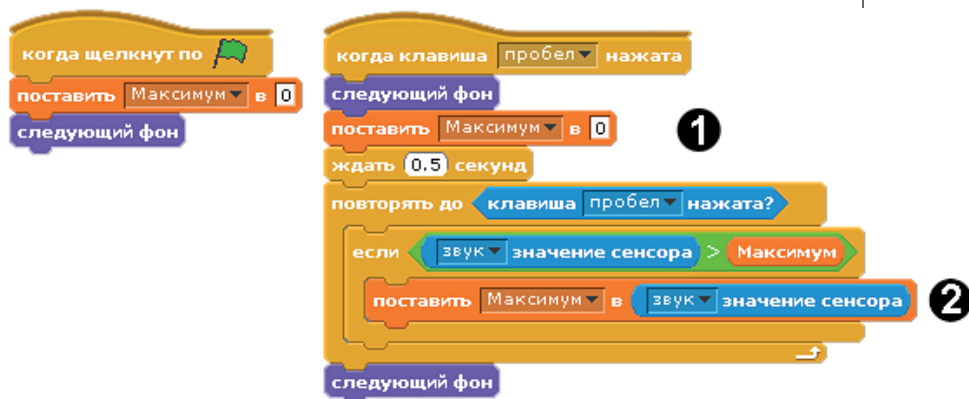 когда щелкнут по
поставить Максимум в 0
следующий фон
когда клавиша пробел нажата
следующий фон
поставить Максимум в 0
1
ждать 0.5 секунд
повторять до клавиша пробел нажата?
если звук значение сенсора > Максимум
поставить Максимум в звук значение сенсора
2
следующий фон